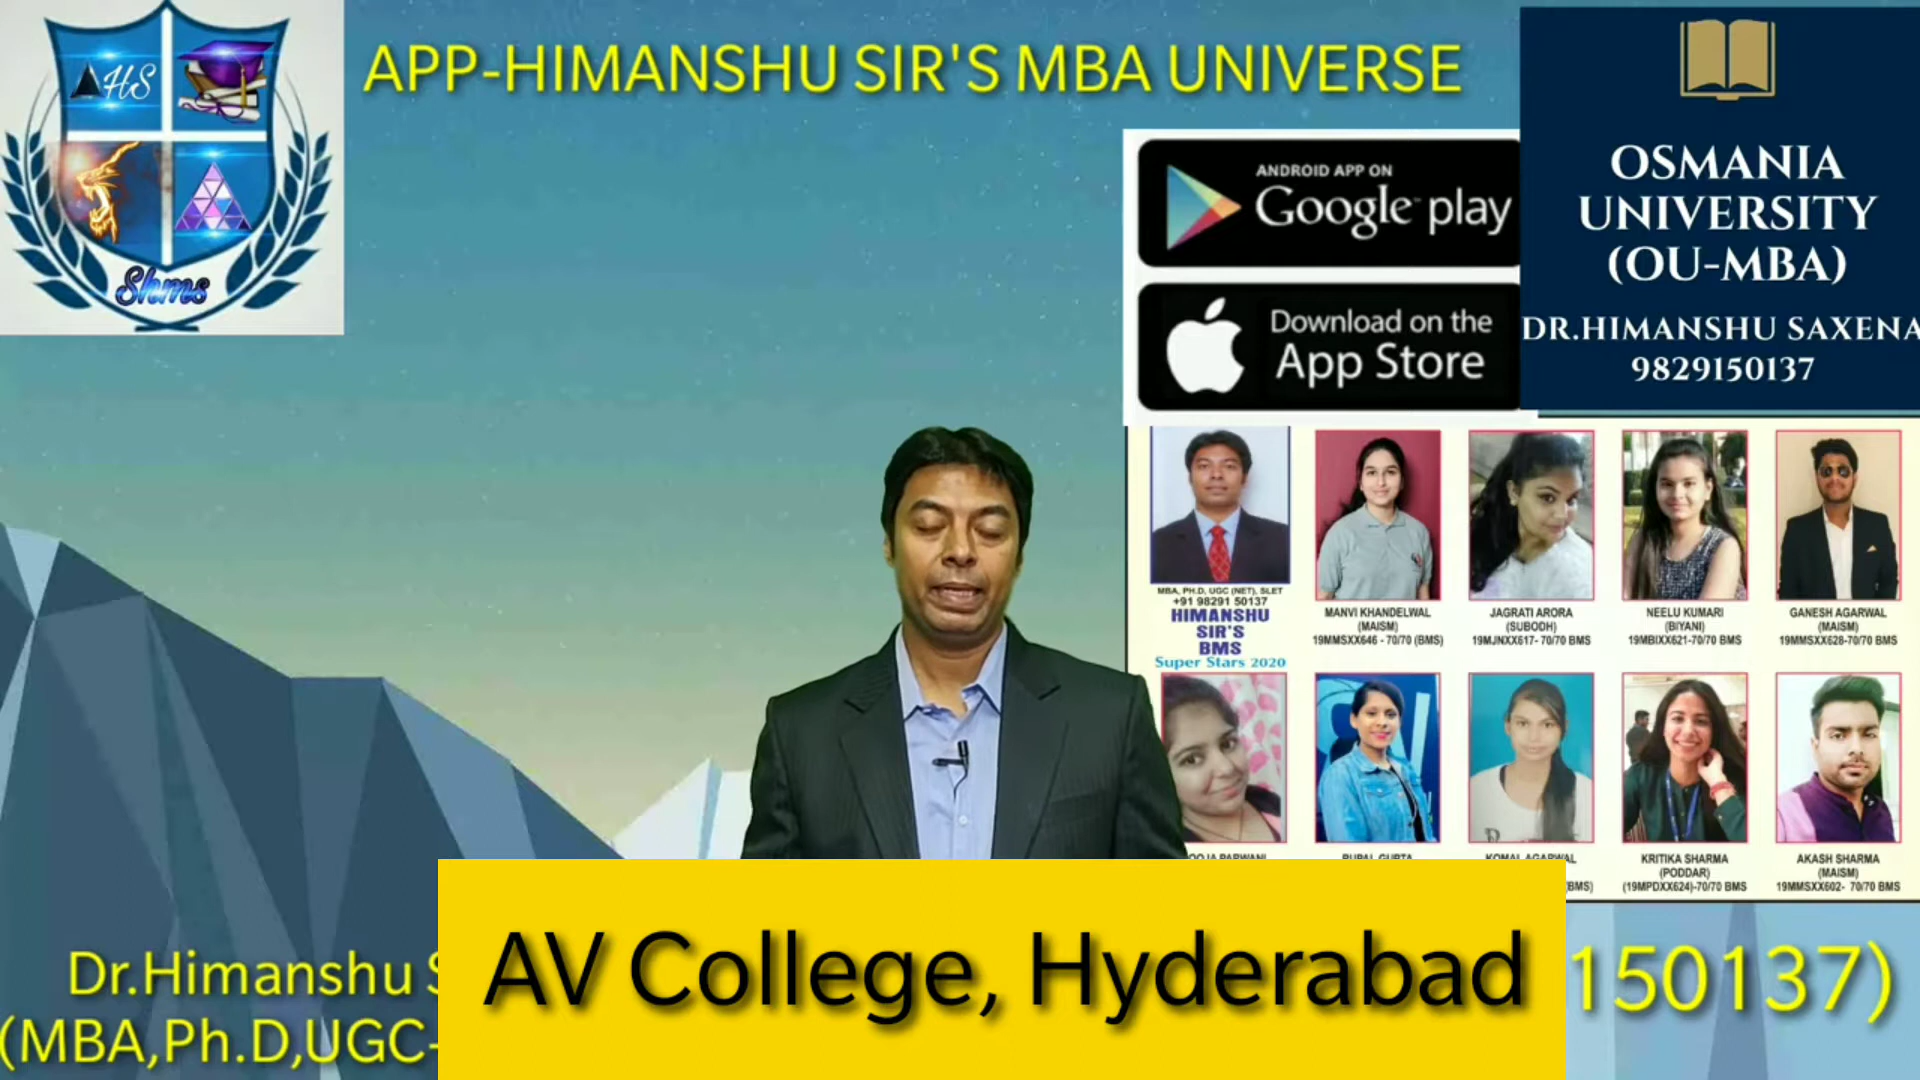 HS
Shms
APP-HIMANSHU SIR'S MBA UNIVERSE
ANDROID APP ON
Google play
Download on the
App Store
OSMANIA
UNIVERSITY
(OU-MBA)
DR.HIMANSHU SAXENA
9829150137
MBA, PH.D, UGC (NET), SLET
+91 98291 50137
HIMANSHU
SIR'S
BMS
Super Stars 2020
MANVI KHANDELWAL
(MAISM)
19MMSXX646 - 70/70 (BMS)
JAGRATI ARORA
(SUBODH)
19MJNXX617- 70/70 BMS
NEELU KUMARI
(BIYANI)
19MBIXX621-70/70 BMS
GANESH AGARWAL
(MAISM)
19MMSXX628-70/70 BMS
KOMAL AGARWAL
BMS)
KRITIKA SHARMA
(PODDAR)
(19MPDXX624)-70/70 BMS
AKASH SHARMA
(MAISM)
19MMSXX602- 70/70 BMS
AV College, Hyderabad
Dr.Himanshu
150137)
(MBA,Ph.D,UGC-